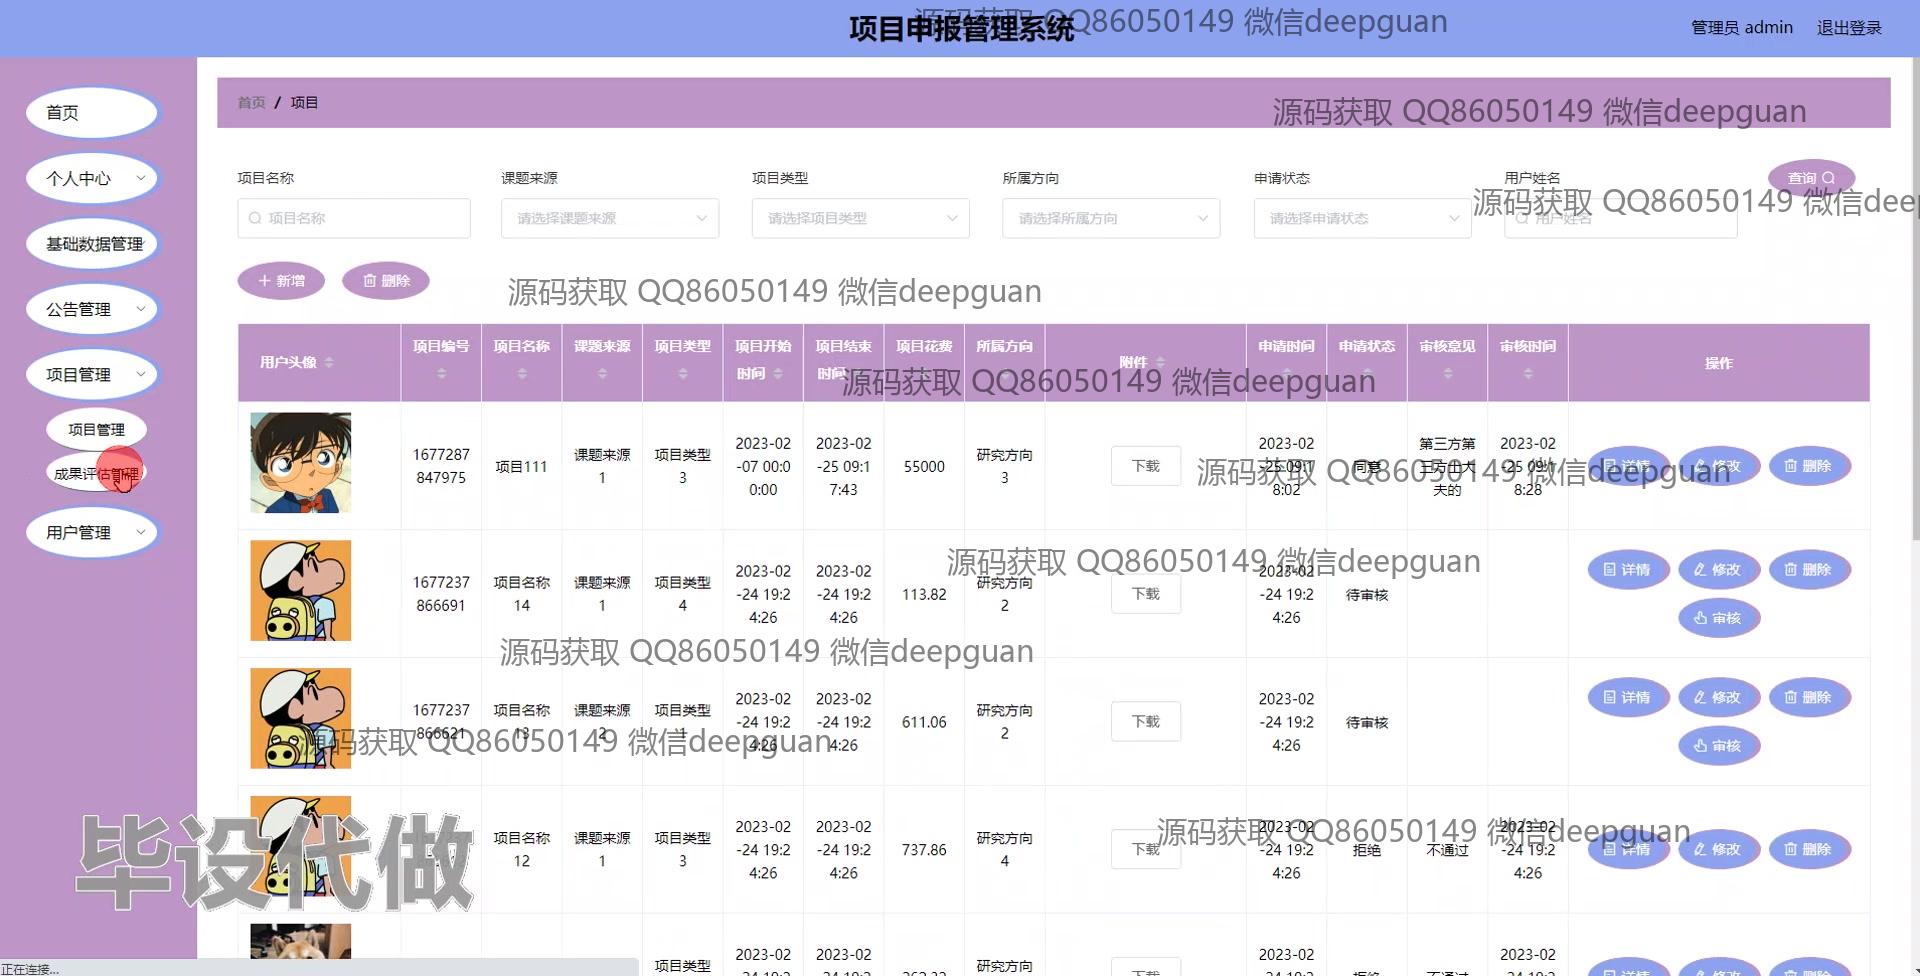 项目申报管理系统
源码获取 QQ86050149 微信deepguan
管理员 admin 退出登录
首页
个人中心
基础数据管理
公告管理
项目管理
项目管理
成果评估管理
用户管理
首页 / 项目
源码获取 QQ86050149 微信deepguan
项目名称 课题来源 项目类型 所属方向 申请状态 用户姓名
项目名称 请选择课题来源 请选择项目类型 请选择所属方向 请选择申请状态 用户姓名
查询
源码获取 QQ86050149 微信deep
新增 删除
源码获取 QQ86050149 微信deepguan
用户头像 项目编号 项目名称 课题来源 项目类型 项目开始时间 项目结束时间 项目花费 所属方向 附件 申请时间 申请状态 审核意见 审核时间 操作
源码获取 QQ86050149 微信deepguan
1677287847975 项目111 课题来源1 项目类型3 2023-02-07 00:00:00 2023-02-25 09:17:43 55000 研究方向3 下载 2023-02-25 09:18:02 同意 第三方第三方士大夫的 2023-02-25 09:18:28 详情 修改 删除
源码获取 QQ86050149 微信deepguan
1677237866691 项目名称14 课题来源1 项目类型4 2023-02-24 19:24:26 2023-02-24 19:24:26 113.82 研究方向2 下载 2023-02-24 19:24:26 待审核 详情 修改 删除 审核
源码获取 QQ86050149 微信deepguan
源码获取 QQ86050149 微信deepguan
1677237866621 项目名称13 课题来源2 项目类型1 2023-02-24 19:24:26 2023-02-24 19:24:26 611.06 研究方向2 下载 2023-02-24 19:24:26 待审核 详情 修改 删除 审核
源码获取 QQ86050149 微信deepguan
项目名称12 课题来源1 项目类型3 2023-02-24 19:24:26 2023-02-24 19:24:26 737.86 研究方向4 下载 2023-02-24 19:24:26 拒绝 不通过 2023-02-24 19:24:26 详情 修改 删除
源码获取 QQ86050149 微信deepguan
毕设代做
项目类型 2023-02 2023-02 研究方向 2023-02 2023-02
正在连接...